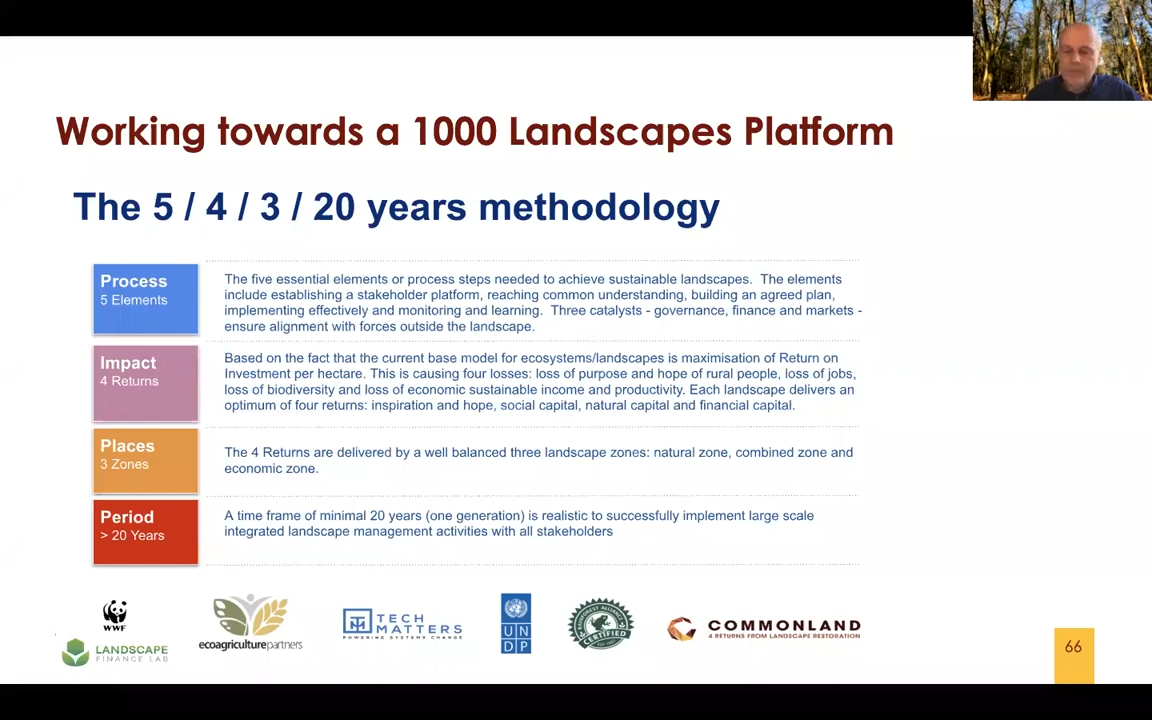 Working towards a 1000 Landscapes Platform
The 5 / 4 / 3 / 20 years methodology
Process
5 Elements
The five essential elements or process steps needed to achieve sustainable landscapes. The elements
include establishing a stakeholder platform, reaching common understanding, building an agreed plan,
implementing effectively and monitoring and learning. Three catalysts - governance, finance and markets -
ensure alignment with forces outside the landscape.
Impact
4 Returns
Based on the fact that the current base model for ecosystems/landscapes is maximisation of Return on
Investment per hectare. This is causing four losses: loss of purpose and hope of rural people, loss of jobs,
loss of biodiversity and loss of economic sustainable income and productivity. Each landscape delivers an
optimum of four returns: inspiration and hope, social capital, natural capital and financial capital.
Places
3 Zones
The 4 Returns are delivered by a well balanced three landscape zones: natural zone, combined zone and
economic zone.
Period
> 20 Years
A time frame of minimal 20 years (one generation) is realistic to successfully implement large scale
integrated landscape management activities with all stakeholders
WWF
LANDSCAPE
FINANCE LAB
ecoagriculturepartners
TECH
MATTERS
POWERING SYSTEMS CHANGE
U N
D P
RAINFOREST ALLIANCE
CERTIFIED
COMMONLAND
4 RETURNS FROM LANDSCAPE RESTORATION
66